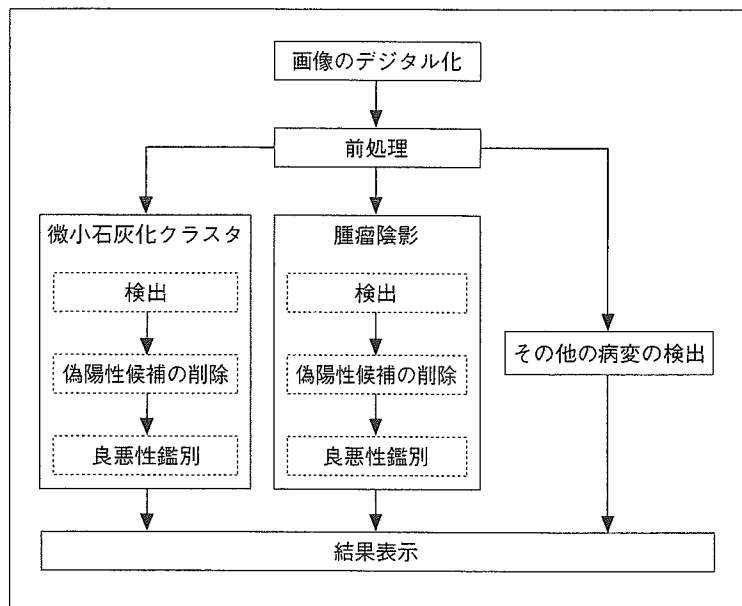 画像のデジタル化
前処理
微小石灰化クラスタ
検出
偽陽性候補の削除
良悪性鑑別
腫瘤陰影
検出
偽陽性候補の削除
良悪性鑑別
その他の病変の検出
結果表示